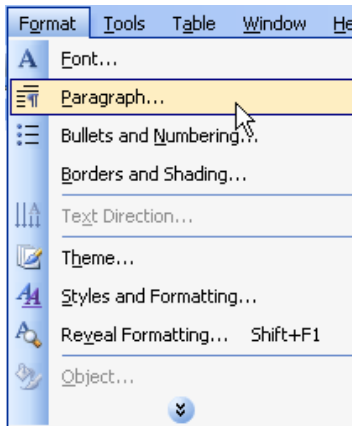 Format Tools Table Window He
Font...
Paragraph...
Bullets and Numbering...
Borders and Shading...
Text Direction...
Theme...
Styles and Formatting...
Reveal Formatting... Shift+F1
Object...